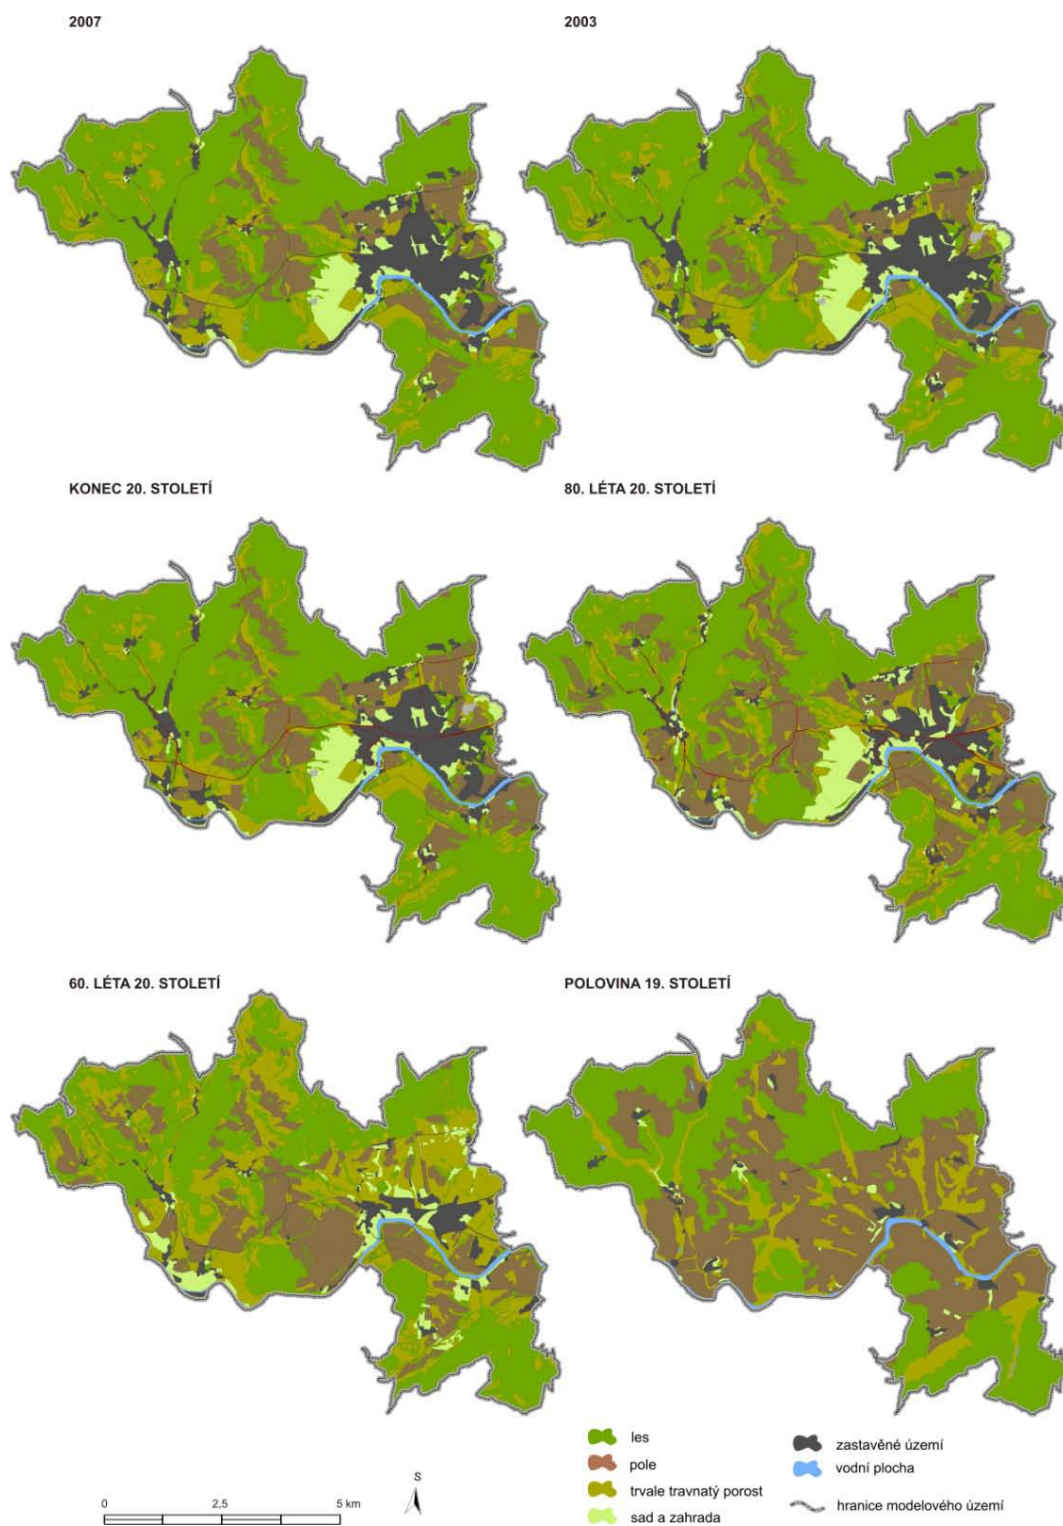 2007
2003
KONEC 20. STOLETÍ
80. LÉTA 20. STOLETÍ
60. LÉTA 20. STOLETÍ
POLOVINA 19. STOLETÍ
les
pole
trvale travnatý porost
sad a zahrada
zastavěné území
vodní plocha
hranice modelového území
0 2,5 5 km
S